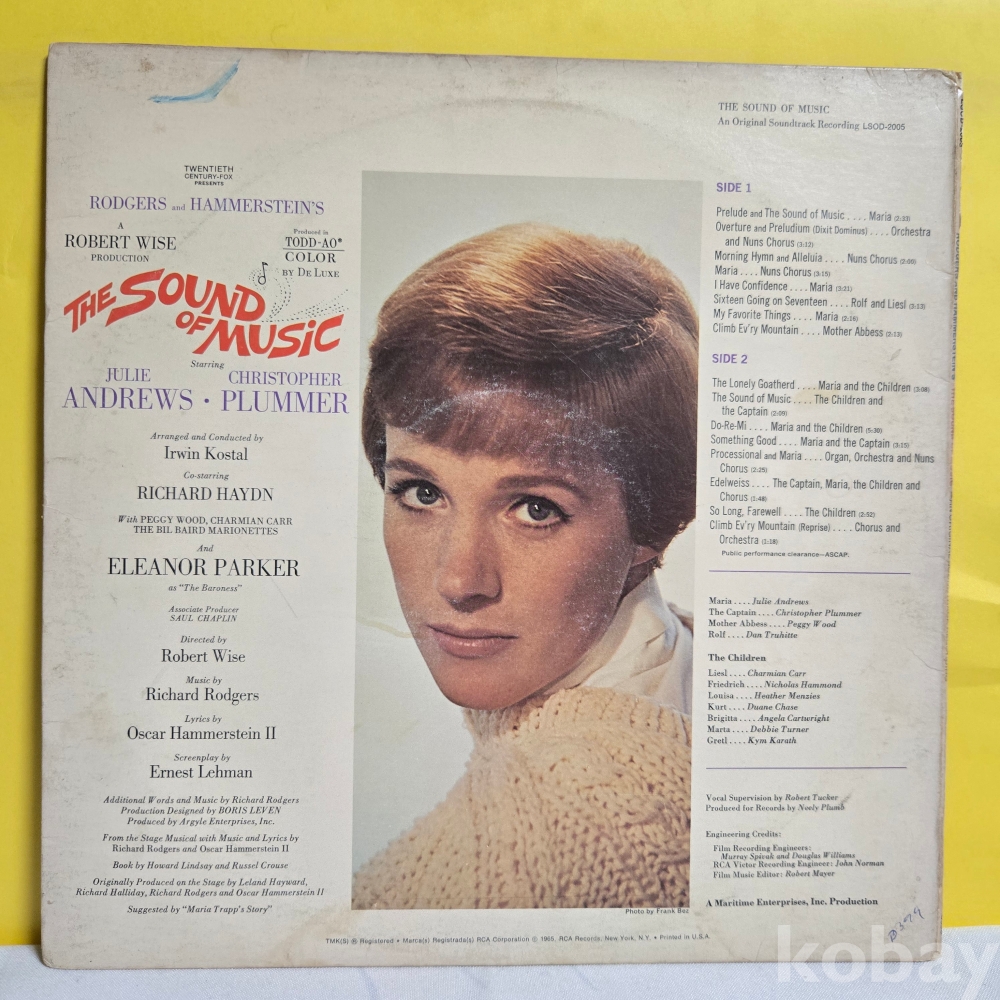 THE SOUND OF MUSIC
An Original Soundtrack Recording LSOD-2005
TWENTIETH
CENTURY-FOX
PRESENTS
RODGERS and HAMMERSTEIN'S
A
ROBERT WISE
PRODUCTION
Produced in
TODD-AO®
COLOR
BY DE LUXE
THE SOUND
OF MUSIC
Starring
JULIE
ANDREWS •
CHRISTOPHER
PLUMMER
Arranged and Conducted by
Irwin Kostal
Co-starring
RICHARD HAYDN
With PEGGY WOOD, CHARMIAN CARR
THE BIL BAIRD MARIONETTES
And
ELEANOR PARKER
as "The Baroness"
Associate Producer
SAUL CHAPLIN
Directed by
Robert Wise
Music by
Richard Rodgers
Lyrics by
Oscar Hammerstein II
Screenplay by
Ernest Lehman
Additional Words and Music by Richard Rodgers
Production Designed by BORIS LEVEN
Produced by Argyle Enterprises, Inc.
From the Stage Musical with Music and Lyrics by
Richard Rodgers and Oscar Hammerstein II
Book by Howard Lindsay and Russel Crouse
Originally Produced on the Stage by Leland Hayward,
Richard Halliday, Richard Rodgers and Oscar Hammerstein II
Suggested by "Maria Trapp's Story"
SIDE 1
Prelude and The Sound of Music . . . . Maria (2:33)
Overture and Preludium (Dixit Dominus) . . . . Orchestra
and Nuns Chorus (3:12)
Morning Hymn and Alleluia . . . . Nuns Chorus (2:00)
Maria . . . . Nuns Chorus (3:15)
I Have Confidence . . . . Maria (3:21)
Sixteen Going on Seventeen . . . . Rolf and Liesl (3:13)
My Favorite Things . . . . Maria (2:16)
Climb Ev'ry Mountain . . . . Mother Abbess (2:13)
SIDE 2
The Lonely Goatherd . . . . Maria and the Children (3:08)
The Sound of Music . . . . The Children and
the Captain (2:09)
Do-Re-Mi . . . . Maria and the Children (5:30)
Something Good . . . . Maria and the Captain (3:15)
Processional and Maria . . . . Organ, Orchestra and Nuns
Chorus (2:25)
Edelweiss . . . . The Captain, Maria, the Children and
Chorus (1:48)
So Long, Farewell . . . . The Children (2:52)
Climb Ev'ry Mountain (Reprise) . . . . Chorus and
Orchestra (1:18)
Public performance clearance—ASCAP.
Maria . . . . Julie Andrews
The Captain . . . . Christopher Plummer
Mother Abbess . . . . Peggy Wood
Rolf . . . . Dan Truhitte
The Children
Liesl . . . . Charmian Carr
Friedrich . . . . Nicholas Hammond
Louisa . . . . Heather Menzies
Kurt . . . . Duane Chase
Brigitta . . . . Angela Cartwright
Marta . . . . Debbie Turner
Gretl . . . . Kym Karath
Vocal Supervision by Robert Tucker
Produced for Records by Neely Plumb
Engineering Credits:
Film Recording Engineers:
Murray Spivak and Douglas Williams
RCA Victor Recording Engineer: John Norman
Film Music Editor: Robert Mayer
A Maritime Enterprises, Inc. Production
Photo by Frank Bez
TMK(S) ® Registered • Marca(s) Registrada(s) RCA Corporation © 1965, RCA Records, New York, N.Y. • Printed in U.S.A.
kobay